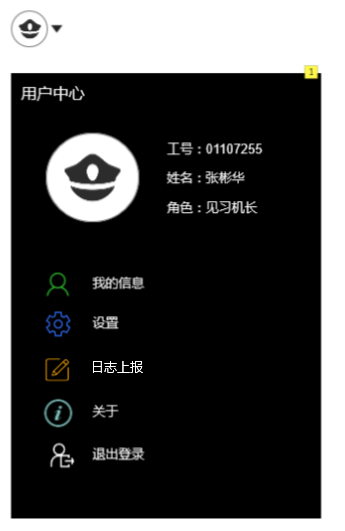 1
用户中心
工号：01107255
姓名：张彬华
角色：见习机长
我的信息
设置
日志上报
关于
退出登录